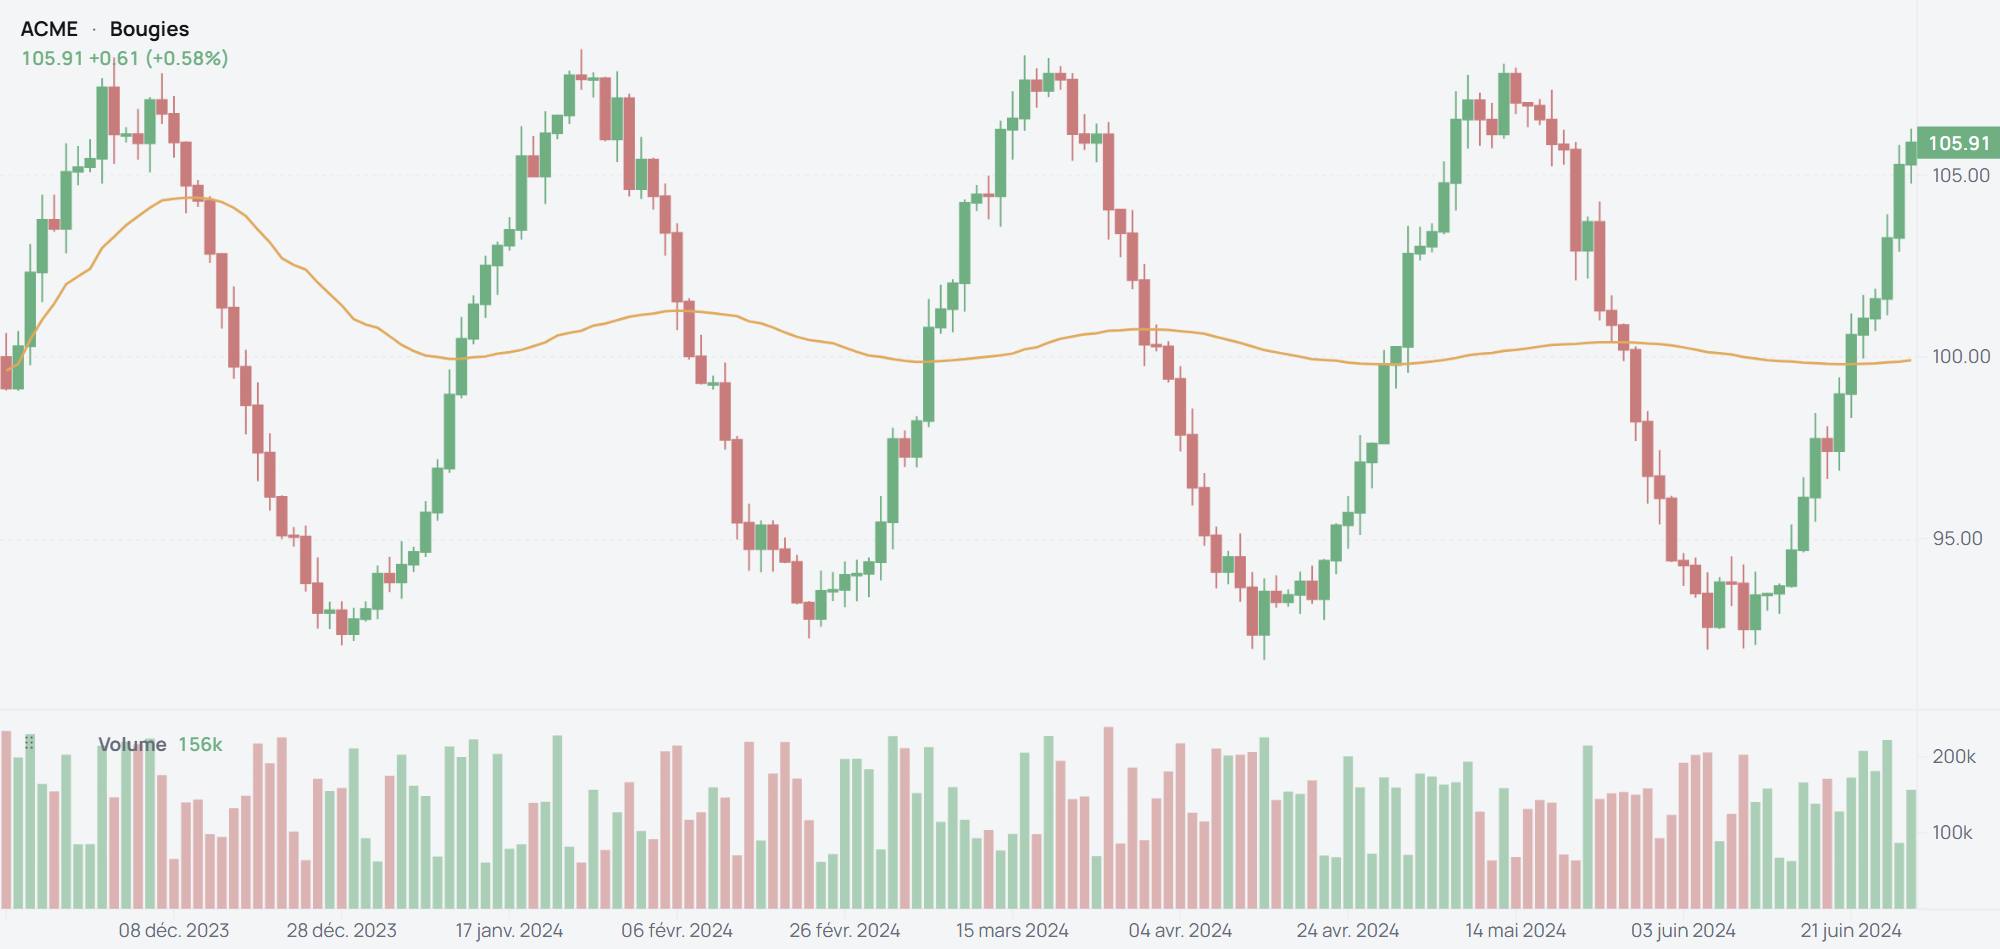 ACME · Bougies
105.91 +0.61 (+0.58%)
105.91
105.00
100.00
95.00
Volume 156k
200k
100k
08 déc. 2023
28 déc. 2023
17 janv. 2024
06 févr. 2024
26 févr. 2024
15 mars 2024
04 avr. 2024
24 avr. 2024
14 mai 2024
03 juin 2024
21 juin 2024